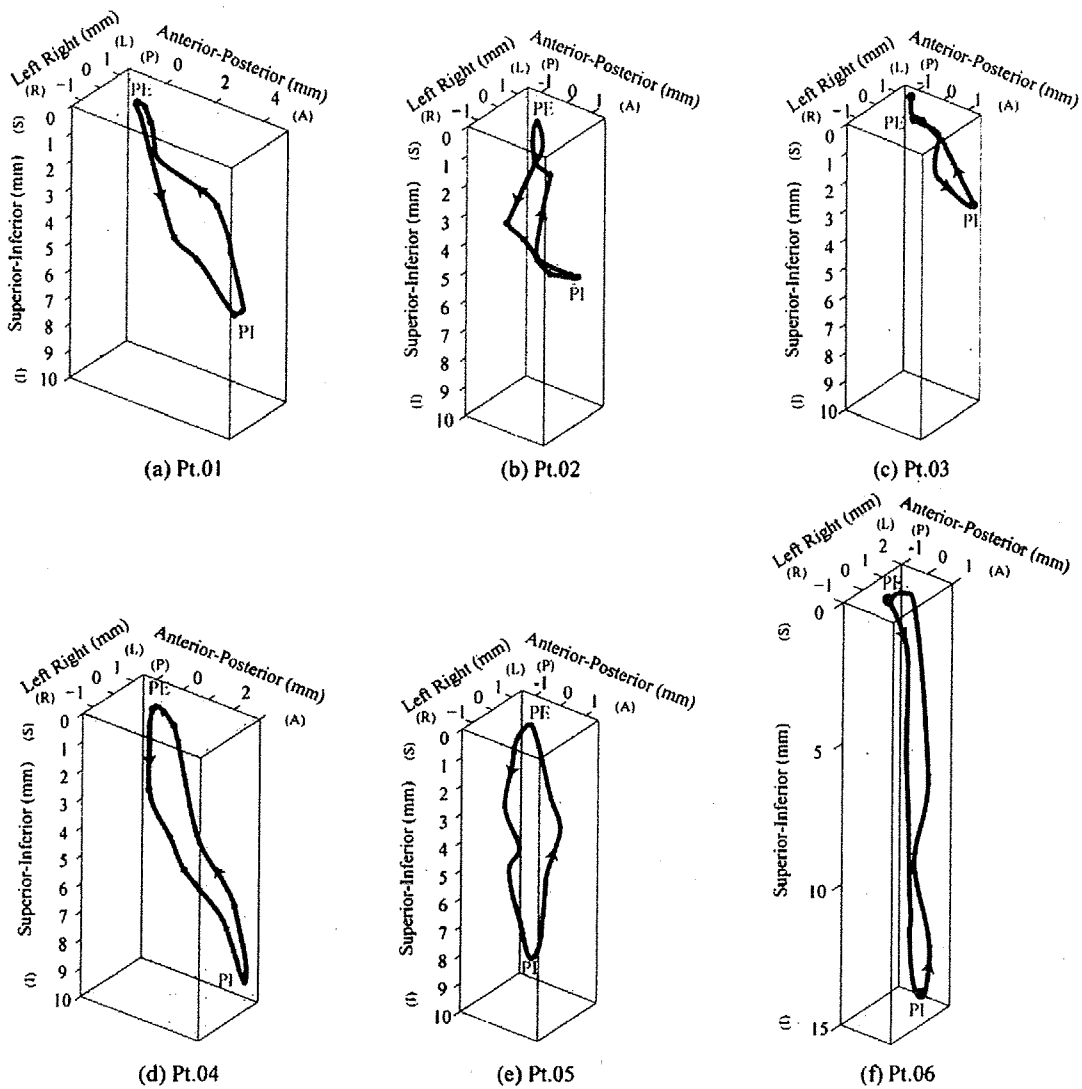 Left Right (mm)
Anterior-Posterior (mm)
(R) −1 0 1 (L) (P) 0 2 4 (A)
PE
Superior-Inferior (mm)
(S)
(I)
0
1
2
3
4
5
6
7
8
9
10
PI
(a) Pt.01
Left Right (mm)
Anterior-Posterior (mm)
(R) −1 0 1 (L) (P) −1 0 1 (A)
PE
Superior-Inferior (mm)
(S)
(I)
0
1
2
3
4
5
6
7
8
9
10
PI
(b) Pt.02
Left Right (mm)
Anterior-Posterior (mm)
(R) −1 0 1 (L) (P) −1 0 1 (A)
PE
Superior-Inferior (mm)
(S)
(I)
0
1
2
3
4
5
6
7
8
9
10
PI
(c) Pt.03
Left Right (mm)
Anterior-Posterior (mm)
(R) −1 0 1 (L) (P) 0 2 (A)
PE
Superior-Inferior (mm)
(S)
(I)
0
1
2
3
4
5
6
7
8
9
10
PI
(d) Pt.04
Left Right (mm)
Anterior-Posterior (mm)
(R) −1 0 1 (L) (P) −1 0 1 (A)
PE
Superior-Inferior (mm)
(S)
(I)
0
1
2
3
4
5
6
7
8
9
10
PI
(e) Pt.05
Left Right (mm)
Anterior-Posterior (mm)
(R) −1 0 1 2 (L) (P) -1 0 1 (A)
PE
Superior-Inferior (mm)
(S)
(I)
0
5
10
15
PI
(f) Pt.06